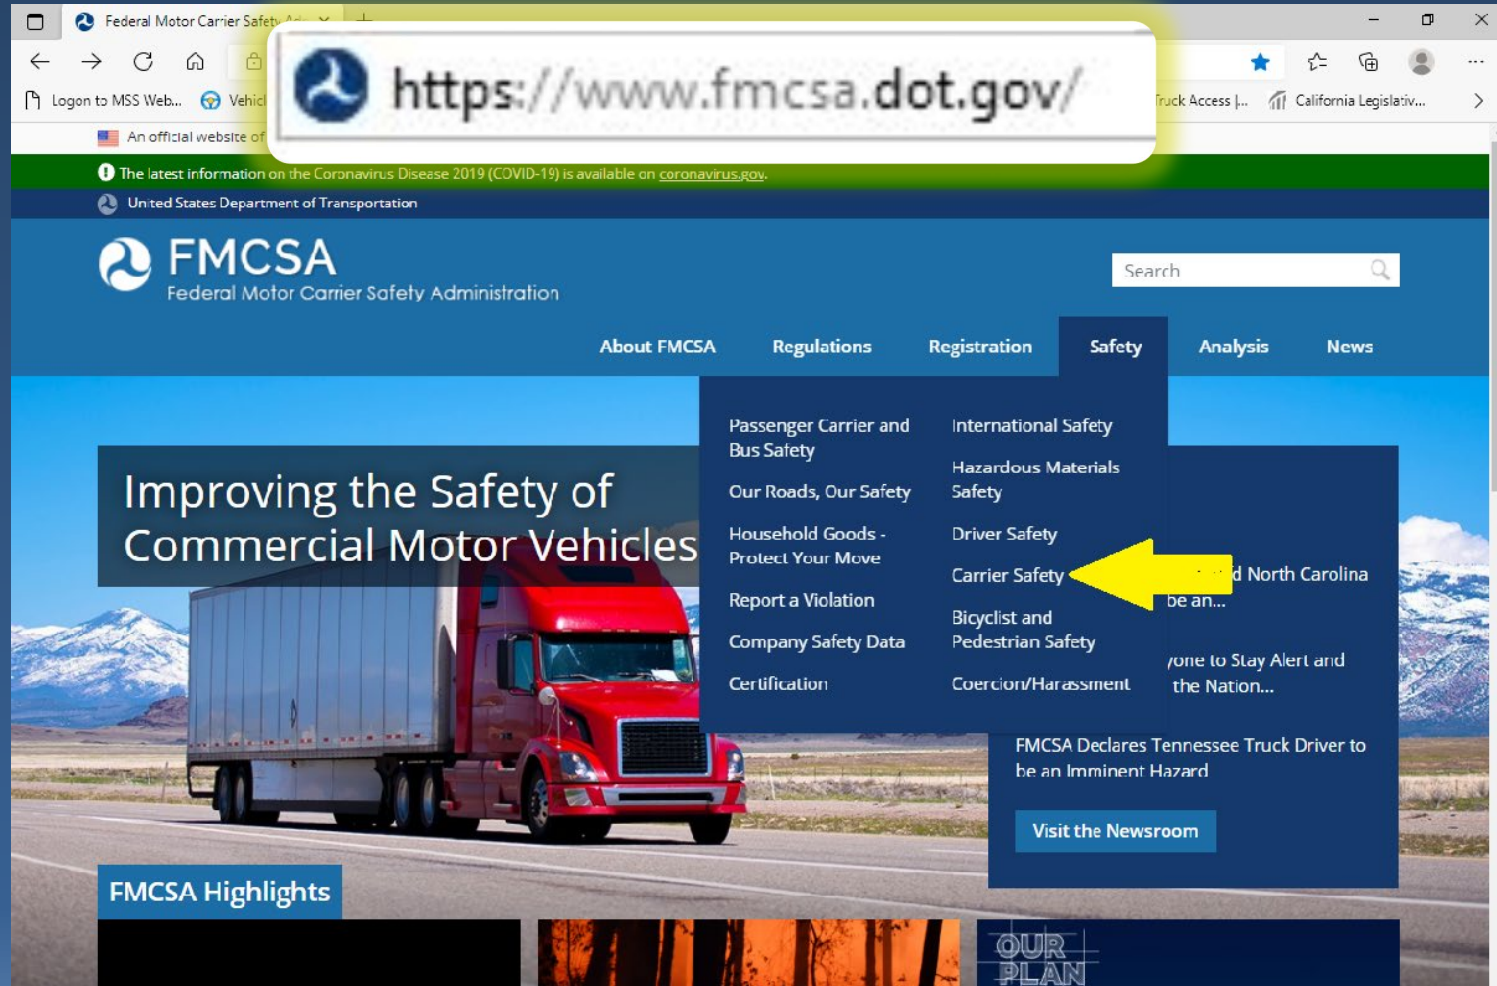 Federal Motor Carrier Safety
https://www.fmcsa.dot.gov/
Logon to MSS Web...
Truck Access |...
California Legislativ...
An official website of
The latest information on the Coronavirus Disease 2019 (COVID-19) is available on coronavirus.gov.
United States Department of Transportation
FMCSA
Federal Motor Carrier Safety Administration
Search
About FMCSA Regulations Registration Safety Analysis News
Passenger Carrier and
Bus Safety
Our Roads, Our Safety
Household Goods -
Protect Your Move
Report a Violation
Company Safety Data
Certification
International Safety
Hazardous Materials
Safety
Driver Safety
Carrier Safety
Bicyclist and
Pedestrian Safety
Coercion/Harassment
Improving the Safety of
Commercial Motor Vehicles
North Carolina
be an...
to Stay Alert and
the Nation...
FMCSA Declares Tennessee Truck Driver to
be an Imminent Hazard
Visit the Newsroom
FMCSA Highlights
OUR
PLAN